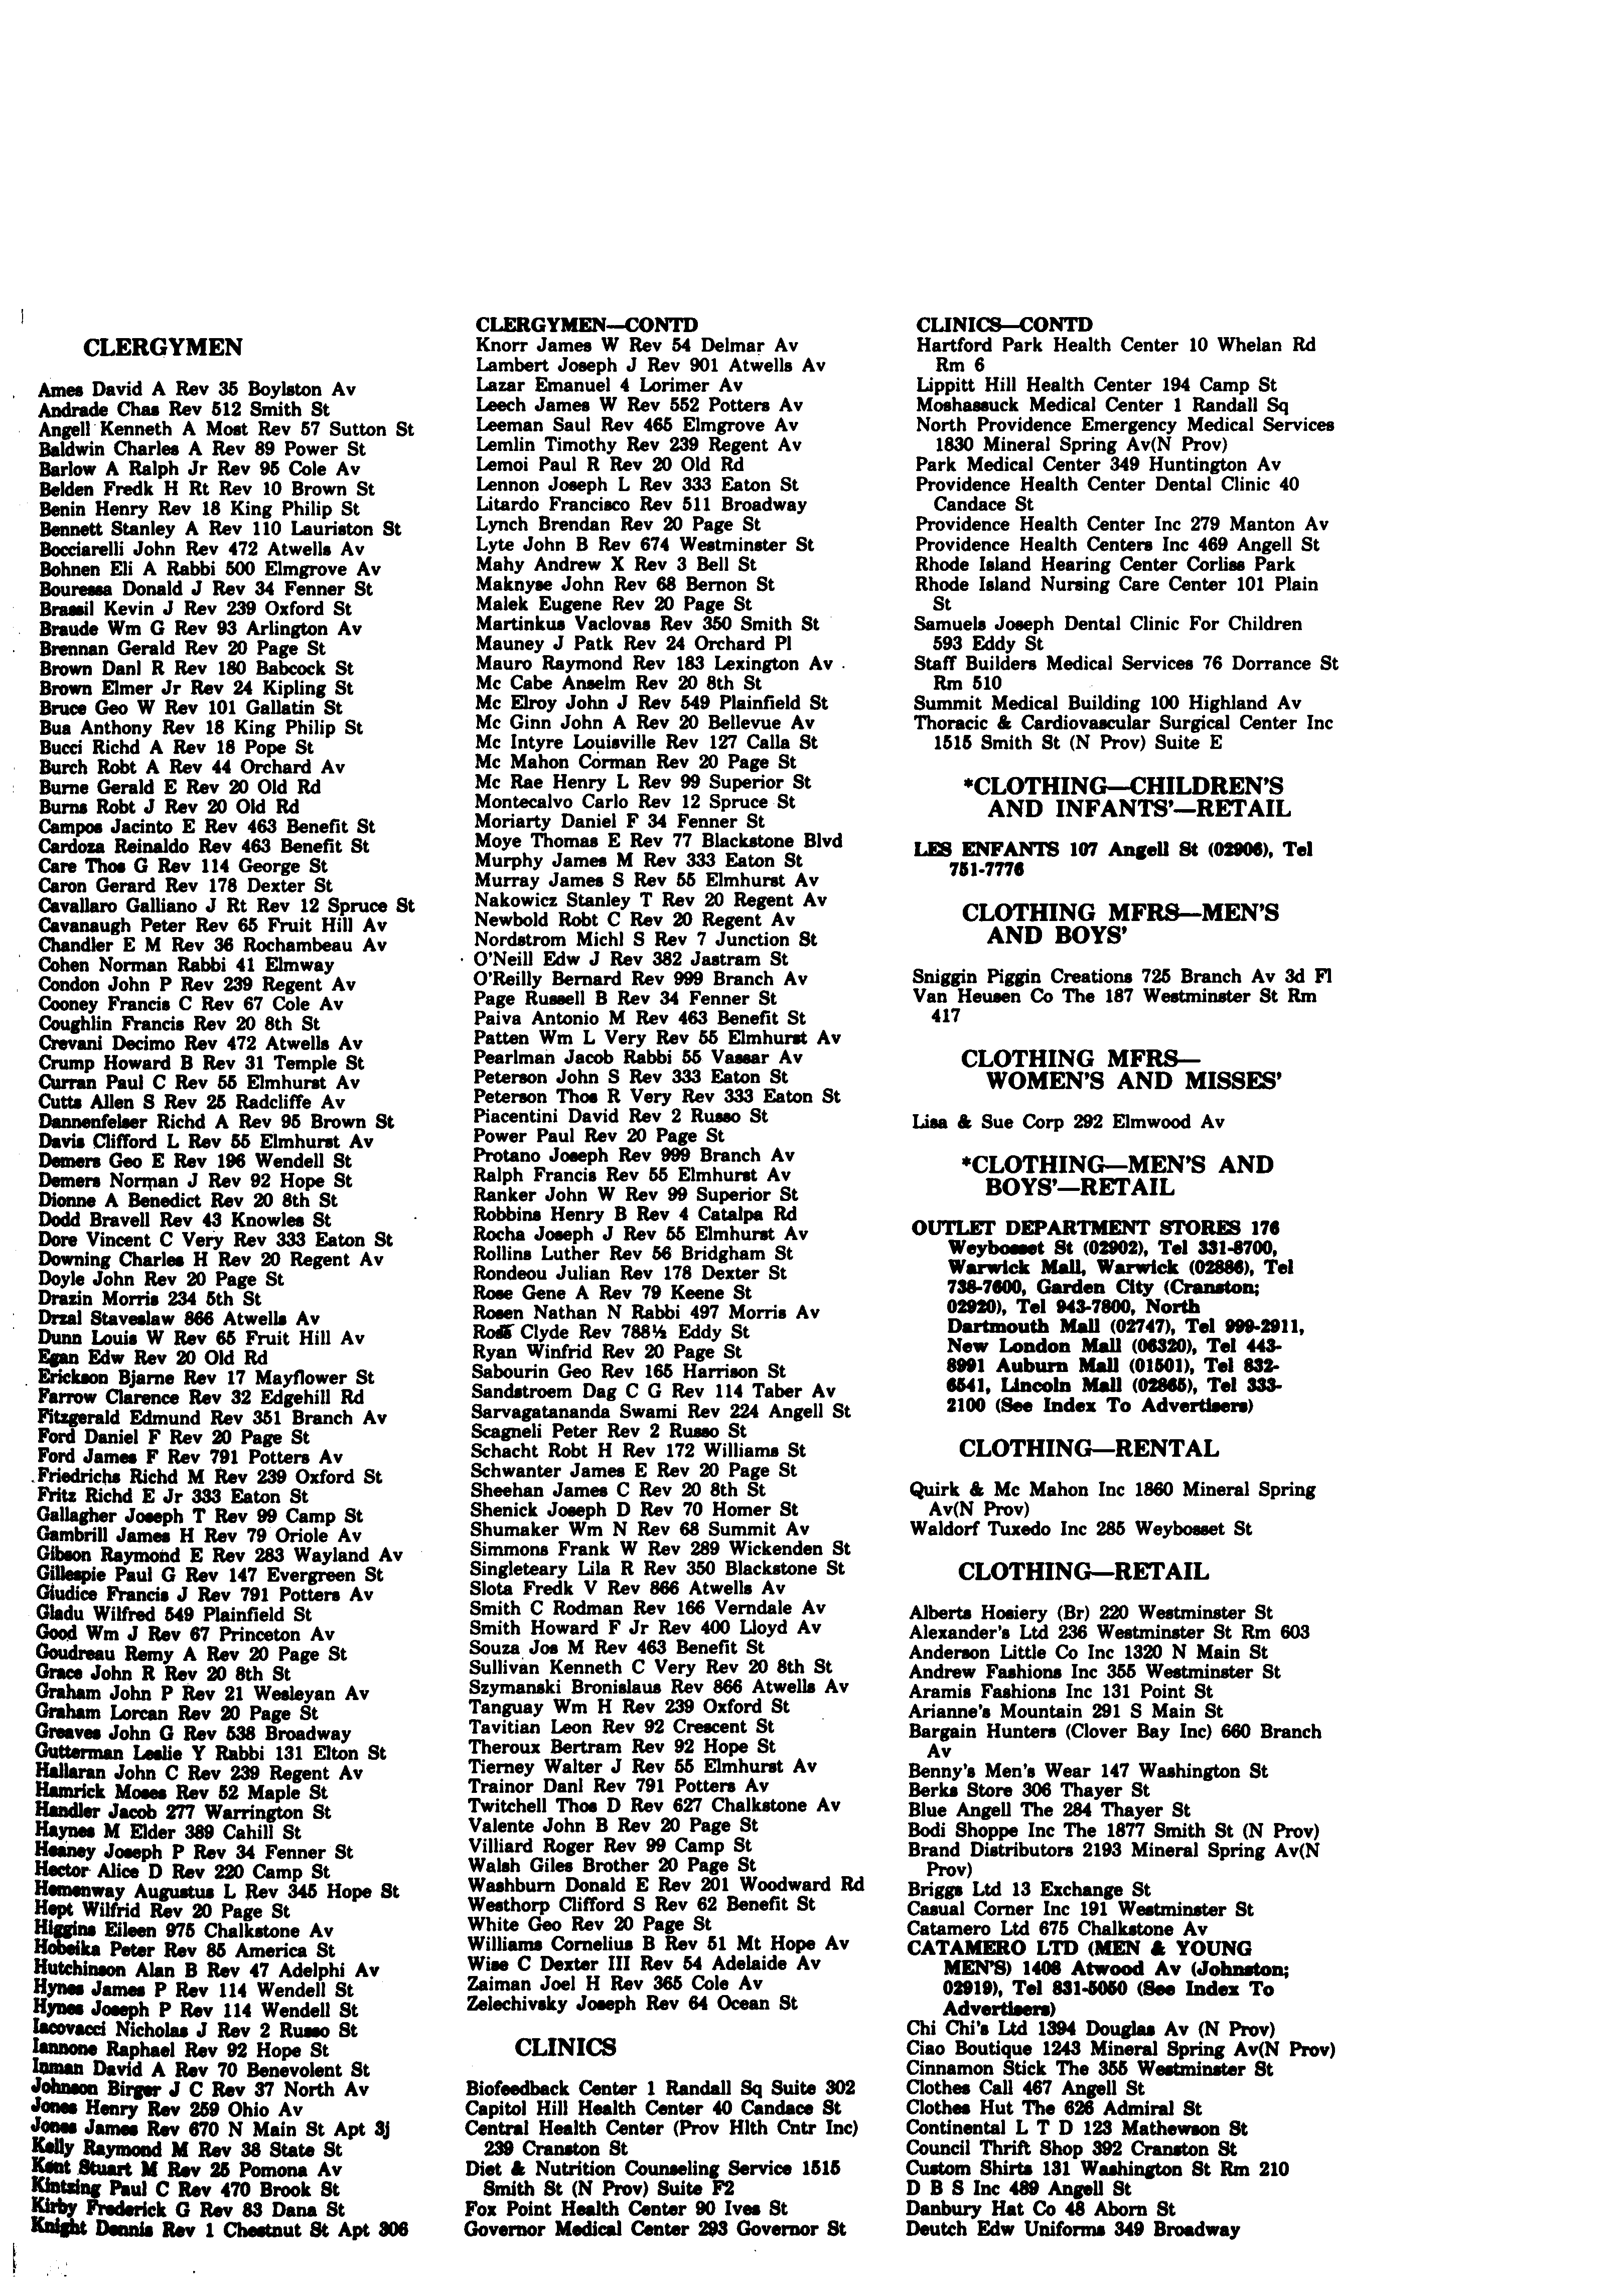 CLERGYMEN
Ames David A Rev 35 Boylston Av
Andrade Chas Rev 512 Smith St
Angell Kenneth A Most Rev 57 Sutton St
Baldwin Charles A Rev 89 Power St
Barlow A Ralph Jr Rev 95 Cole Av
Belden Fredk H Rt Rev 10 Brown St
Benin Henry Rev 18 King Philip St
Bennett Stanley A Rev 110 Lauriston St
Bocciarelli John Rev 472 Atwells Av
Bohnen Eli A Rabbi 500 Elmgrove Av
Bouressa Donald J Rev 34 Fenner St
Brassil Kevin J Rev 239 Oxford St
Braude Wm G Rev 93 Arlington Av
Brennan Gerald Rev 20 Page St
Brown Danl R Rev 180 Babcock St
Brown Elmer Jr Rev 24 Kipling St
Bruce Geo W Rev 101 Gallatin St
Bua Anthony Rev 18 King Philip St
Bucci Richd A Rev 18 Pope St
Burch Robt A Rev 44 Orchard Av
Burne Gerald E Rev 20 Old Rd
Burns Robt J Rev 20 Old Rd
Campos Jacinto E Rev 463 Benefit St
Cardoza Reinaldo Rev 463 Benefit St
Care Thos G Rev 114 George St
Caron Gerard Rev 178 Dexter St
Cavallaro Galliano J Rt Rev 12 Spruce St
Cavanaugh Peter Rev 65 Fruit Hill Av
Chandler E M Rev 36 Rochambeau Av
Cohen Norman Rabbi 41 Elmway
Condon John P Rev 239 Regent Av
Cooney Francis C Rev 67 Cole Av
Coughlin Francis Rev 20 8th St
Crevani Decimo Rev 472 Atwells Av
Crump Howard B Rev 31 Temple St
Curran Paul C Rev 55 Elmhurst Av
Cutts Allen S Rev 25 Radcliffe Av
Dannenfelser Richd A Rev 95 Brown St
Davis Clifford L Rev 55 Elmhurst Av
Demers Geo E Rev 196 Wendell St
Demers Norman J Rev 92 Hope St
Dionne A Benedict Rev 20 8th St
Dodd Bravell Rev 43 Knowles St
Dore Vincent C Very Rev 333 Eaton St
Downing Charles H Rev 20 Regent Av
Doyle John Rev 20 Page St
Drazin Morris 234 5th St
Drzal Staveslaw 866 Atwells Av
Dunn Louis W Rev 65 Fruit Hill Av
Egan Edw Rev 20 Old Rd
Erickson Bjarne Rev 17 Mayflower St
Farrow Clarence Rev 32 Edgehill Rd
Fitzgerald Edmund Rev 351 Branch Av
Ford Daniel F Rev 20 Page St
Ford James F Rev 791 Potters Av
Friedrichs Richd M Rev 239 Oxford St
Fritz Richd E Jr 333 Eaton St
Gallagher Joseph T Rev 99 Camp St
Gambrill James H Rev 79 Oriole Av
Gibson Raymond E Rev 283 Wayland Av
Gillespie Paul G Rev 147 Evergreen St
Giudice Francis J Rev 791 Potters Av
Gladu Wilfred 549 Plainfield St
Good Wm J Rev 67 Princeton Av
Goudreau Remy A Rev 20 Page St
Grace John R Rev 20 8th St
Graham John P Rev 21 Wesleyan Av
Graham Lorcan Rev 20 Page St
Greaves John G Rev 538 Broadway
Gutterman Leslie Y Rabbi 131 Elton St
Hallaran John C Rev 239 Regent Av
Hamrick Moses Rev 52 Maple St
Handler Jacob 277 Warrington St
Haynes M Elder 389 Cahill St
Heaney Joseph P Rev 34 Fenner St
Hector Alice D Rev 220 Camp St
Hemenway Augustus L Rev 345 Hope St
Hept Wilfrid Rev 20 Page St
Higgins Eileen 975 Chalkstone Av
Hobeika Peter Rev 85 America St
Hutchinson Alan B Rev 47 Adelphi Av
Hynes James P Rev 114 Wendell St
Hynes Joseph P Rev 114 Wendell St
Iacovacci Nicholas J Rev 2 Russo St
Iannone Raphael Rev 92 Hope St
Inman David A Rev 70 Benevolent St
Johnson Birger J C Rev 37 North Av
Jones Henry Rev 259 Ohio Av
Jones James Rev 670 N Main St Apt 3j
Kelly Raymond M Rev 38 State St
Kent Stuart M Rev 25 Pomona Av
Kintzing Paul C Rev 470 Brook St
Kirby Frederick G Rev 83 Dana St
Knight Dennis Rev 1 Chestnut St Apt 306
CLERGYMEN—CONTD
Knorr James W Rev 54 Delmar Av
Lambert Joseph J Rev 901 Atwells Av
Lazar Emanuel 4 Lorimer Av
Leech James W Rev 552 Potters Av
Leeman Saul Rev 465 Elmgrove Av
Lemlin Timothy Rev 239 Regent Av
Lemoi Paul R Rev 20 Old Rd
Lennon Joseph L Rev 333 Eaton St
Litardo Francisco Rev 511 Broadway
Lynch Brendan Rev 20 Page St
Lyte John B Rev 674 Westminster St
Mahy Andrew X Rev 3 Bell St
Maknyse John Rev 68 Bernon St
Malek Eugene Rev 20 Page St
Martinkus Vaclovas Rev 350 Smith St
Mauney J Patk Rev 24 Orchard Pl
Mauro Raymond Rev 183 Lexington Av
Mc Cabe Anselm Rev 20 8th St
Mc Elroy John J Rev 549 Plainfield St
Mc Ginn John A Rev 20 Bellevue Av
Mc Intyre Louisville Rev 127 Calla St
Mc Mahon Corman Rev 20 Page St
Mc Rae Henry L Rev 99 Superior St
Montecalvo Carlo Rev 12 Spruce St
Moriarty Daniel F 34 Fenner St
Moye Thomas E Rev 77 Blackstone Blvd
Murphy James M Rev 333 Eaton St
Murray James S Rev 55 Elmhurst Av
Nakowicz Stanley T Rev 20 Regent Av
Newbold Robt C Rev 20 Regent Av
Nordstrom Michl S Rev 7 Junction St
O'Neill Edw J Rev 382 Jastram St
O'Reilly Bernard Rev 999 Branch Av
Page Russell B Rev 34 Fenner St
Paiva Antonio M Rev 463 Benefit St
Patten Wm L Very Rev 55 Elmhurst Av
Pearlman Jacob Rabbi 55 Vassar Av
Peterson John S Rev 333 Eaton St
Peterson Thos R Very Rev 333 Eaton St
Piacentini David Rev 2 Russo St
Power Paul Rev 20 Page St
Protano Joseph Rev 999 Branch Av
Ralph Francis Rev 55 Elmhurst Av
Ranker John W Rev 99 Superior St
Robbins Henry B Rev 4 Catalpa Rd
Rocha Joseph J Rev 55 Elmhurst Av
Rollins Luther Rev 56 Bridgham St
Rondeou Julian Rev 178 Dexter St
Rose Gene A Rev 79 Keene St
Rosen Nathan N Rabbi 497 Morris Av
Ross Clyde Rev 788½ Eddy St
Ryan Winfrid Rev 20 Page St
Sabourin Geo Rev 165 Harrison St
Sandstroem Dag C G Rev 114 Taber Av
Sarvagatananda Swami Rev 224 Angell St
Scagneli Peter Rev 2 Russo St
Schacht Robt H Rev 172 Williams St
Schwanter James E Rev 20 Page St
Sheehan James C Rev 20 8th St
Shenick Joseph D Rev 70 Homer St
Shumaker Wm N Rev 68 Summit Av
Simmons Frank W Rev 289 Wickenden St
Singleteary Lila R Rev 350 Blackstone St
Slota Fredk V Rev 866 Atwells Av
Smith C Rodman Rev 166 Verndale Av
Smith Howard F Jr Rev 400 Lloyd Av
Souza Jos M Rev 463 Benefit St
Sullivan Kenneth C Very Rev 20 8th St
Szymanski Bronislaus Rev 866 Atwells Av
Tanguay Wm H Rev 239 Oxford St
Tavitian Leon Rev 92 Crescent St
Theroux Bertram Rev 92 Hope St
Tierney Walter J Rev 55 Elmhurst Av
Trainor Danl Rev 791 Potters Av
Twitchell Thos D Rev 627 Chalkstone Av
Valente John B Rev 20 Page St
Villiard Roger Rev 99 Camp St
Walsh Giles Brother 20 Page St
Washburn Donald E Rev 201 Woodward Rd
Westhorp Clifford S Rev 62 Benefit St
White Geo Rev 20 Page St
Williams Cornelius B Rev 51 Mt Hope Av
Wise C Dexter III Rev 54 Adelaide Av
Zaiman Joel H Rev 365 Cole Av
Zelechivsky Joseph Rev 64 Ocean St
CLINICS
Biofeedback Center 1 Randall Sq Suite 302
Capitol Hill Health Center 40 Candace St
Central Health Center (Prov Hlth Cntr Inc)
239 Cranston St
Diet & Nutrition Counseling Service 1515
Smith St (N Prov) Suite F2
Fox Point Health Center 90 Ives St
Governor Medical Center 293 Governor St
CLINICS—CONTD
Hartford Park Health Center 10 Whelan Rd
Rm 6
Lippitt Hill Health Center 194 Camp St
Moshassuck Medical Center 1 Randall Sq
North Providence Emergency Medical Services
1830 Mineral Spring Av(N Prov)
Park Medical Center 349 Huntington Av
Providence Health Center Dental Clinic 40
Candace St
Providence Health Center Inc 279 Manton Av
Providence Health Centers Inc 469 Angell St
Rhode Island Hearing Center Corliss Park
Rhode Island Nursing Care Center 101 Plain
St
Samuels Joseph Dental Clinic For Children
593 Eddy St
Staff Builders Medical Services 76 Dorrance St
Rm 510
Summit Medical Building 100 Highland Av
Thoracic & Cardiovascular Surgical Center Inc
1515 Smith St (N Prov) Suite E
*CLOTHING—CHILDREN'S
AND INFANTS'—RETAIL
LES ENFANTS 107 Angell St (02906), Tel
751-7776
CLOTHING MFRS—MEN'S
AND BOYS'
Sniggin Piggin Creations 725 Branch Av 3d Fl
Van Heusen Co The 187 Westminster St Rm
417
CLOTHING MFRS—
WOMEN'S AND MISSES'
Lisa & Sue Corp 292 Elmwood Av
*CLOTHING—MEN'S AND
BOYS'—RETAIL
OUTLET DEPARTMENT STORES 176
Weybosset St (02902), Tel 331-8700,
Warwick Mall, Warwick (02886), Tel
738-7600, Garden City (Cranston;
02920), Tel 943-7800, North
Dartmouth Mall (02747), Tel 999-2911,
New London Mall (06320), Tel 443-
8991 Auburn Mall (01501), Tel 832-
6541, Lincoln Mall (02865), Tel 333-
2100 (See Index To Advertisers)
CLOTHING—RENTAL
Quirk & Mc Mahon Inc 1860 Mineral Spring
Av(N Prov)
Waldorf Tuxedo Inc 285 Weybosset St
CLOTHING—RETAIL
Alberts Hosiery (Br) 220 Westminster St
Alexander's Ltd 236 Westminster St Rm 603
Anderson Little Co Inc 1320 N Main St
Andrew Fashions Inc 355 Westminster St
Aramis Fashions Inc 131 Point St
Arianne's Mountain 291 S Main St
Bargain Hunters (Clover Bay Inc) 660 Branch
Av
Benny's Men's Wear 147 Washington St
Berks Store 306 Thayer St
Blue Angell The 284 Thayer St
Bodi Shoppe Inc The 1877 Smith St (N Prov)
Brand Distributors 2193 Mineral Spring Av(N
Prov)
Briggs Ltd 13 Exchange St
Casual Corner Inc 191 Westminster St
Catamero Ltd 675 Chalkstone Av
CATAMERO LTD (MEN & YOUNG
MEN'S) 1408 Atwood Av (Johnston;
02919), Tel 831-5050 (See Index To
Advertisers)
Chi Chi's Ltd 1394 Douglas Av (N Prov)
Ciao Boutique 1243 Mineral Spring Av(N Prov)
Cinnamon Stick The 355 Westminster St
Clothes Call 467 Angell St
Clothes Hut The 626 Admiral St
Continental L T D 123 Mathewson St
Council Thrift Shop 392 Cranston St
Custom Shirts 131 Washington St Rm 210
D B S Inc 489 Angell St
Danbury Hat Co 48 Aborn St
Deutch Edw Uniforms 349 Broadway